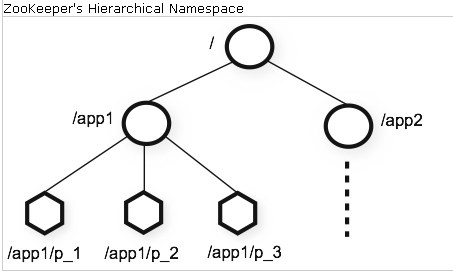 ZooKeeper's Hierarchical Namespace
/
/app1
/app2
/app1/p_1
/app1/p_2
/app1/p_3